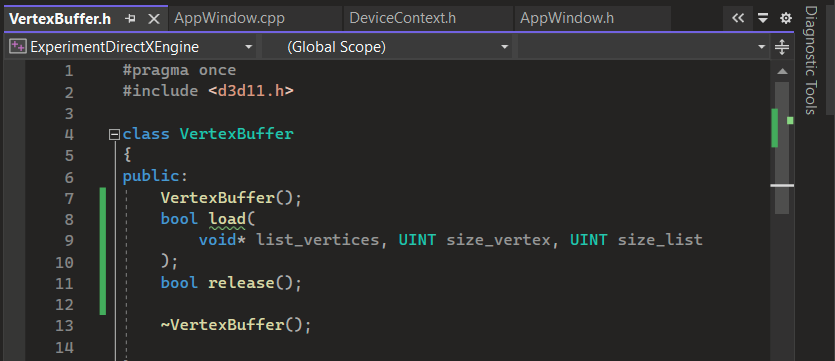 VertexBuffer.h AppWindow.cpp DeviceContext.h AppWindow.h
ExperimentDirectXEngine (Global Scope)
Diagnostic Tools
1 #pragma once
2 #include <d3d11.h>
3
4 class VertexBuffer
5 {
6 public:
7 VertexBuffer();
8 bool load(
9 void* list_vertices, UINT size_vertex, UINT size_list
10 );
11 bool release();
12
13 ~VertexBuffer();
14